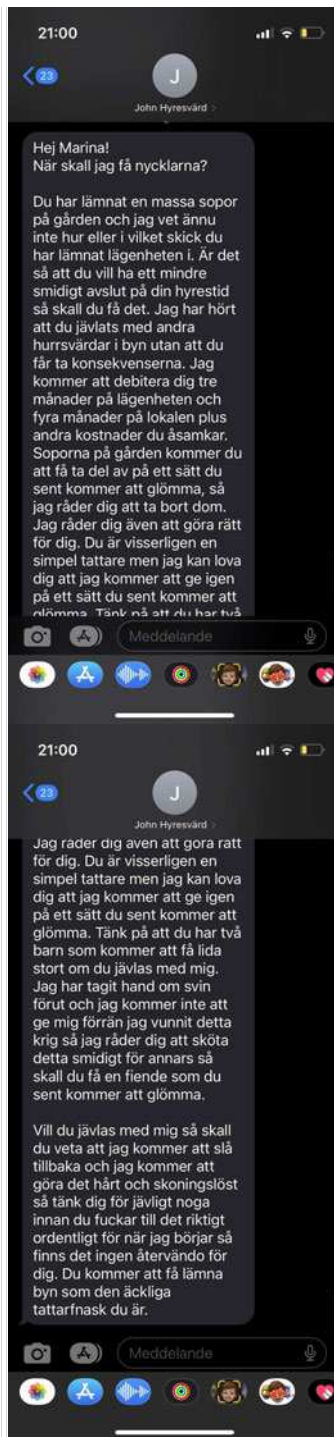 21:00
23
J
John Hyresvärd >
Hej Marina!
När skall jag få nycklarna?
Du har lämnat en massa sopor
på gården och jag vet ännu
inte hur eller i vilket skick du
har lämnat lägenheten i. Är det
så att du vill ha ett mindre
smidigt avslut på din hyrestid
så skall du få det. Jag har hört
att du jävlats med andra
hurrsvärdar i byn utan att du
får ta konsekvenserna. Jag
kommer att debitera dig tre
månader på lägenheten och
fyra månader på lokalen plus
andra kostnader du åsamkar.
Soporna på gården kommer du
att få ta del av på ett sätt du
sent kommer att glömma, så
jag råder dig att ta bort dom.
Jag råder dig även att göra rätt
för dig. Du är visserligen en
simpel tattare men jag kan lova
dig att jag kommer att ge igen
på ett sätt du sent kommer att
glömma. Tänk på att du har två
Meddelande
21:00
23
J
John Hyresvärd >
Jag råder dig även att göra rätt
för dig. Du är visserligen en
simpel tattare men jag kan lova
dig att jag kommer att ge igen
på ett sätt du sent kommer att
glömma. Tänk på att du har två
barn som kommer att få lida
stort om du jävlas med mig.
Jag har tagit hand om svin
förut och jag kommer inte att
ge mig förrän jag vunnit detta
krig så jag råder dig att sköta
detta smidigt för annars så
skall du få en fiende som du
sent kommer att glömma.
Vill du jävlas med mig så skall
du veta att jag kommer att slå
tillbaka och jag kommer att
göra det hårt och skoningslöst
så tänk dig för jävligt noga
innan du fuckar till det riktigt
ordentligt för när jag börjar så
finns det ingen återvändo för
dig. Du kommer att få lämna
byn som den äckliga
tattarfnask du är.
Meddelande